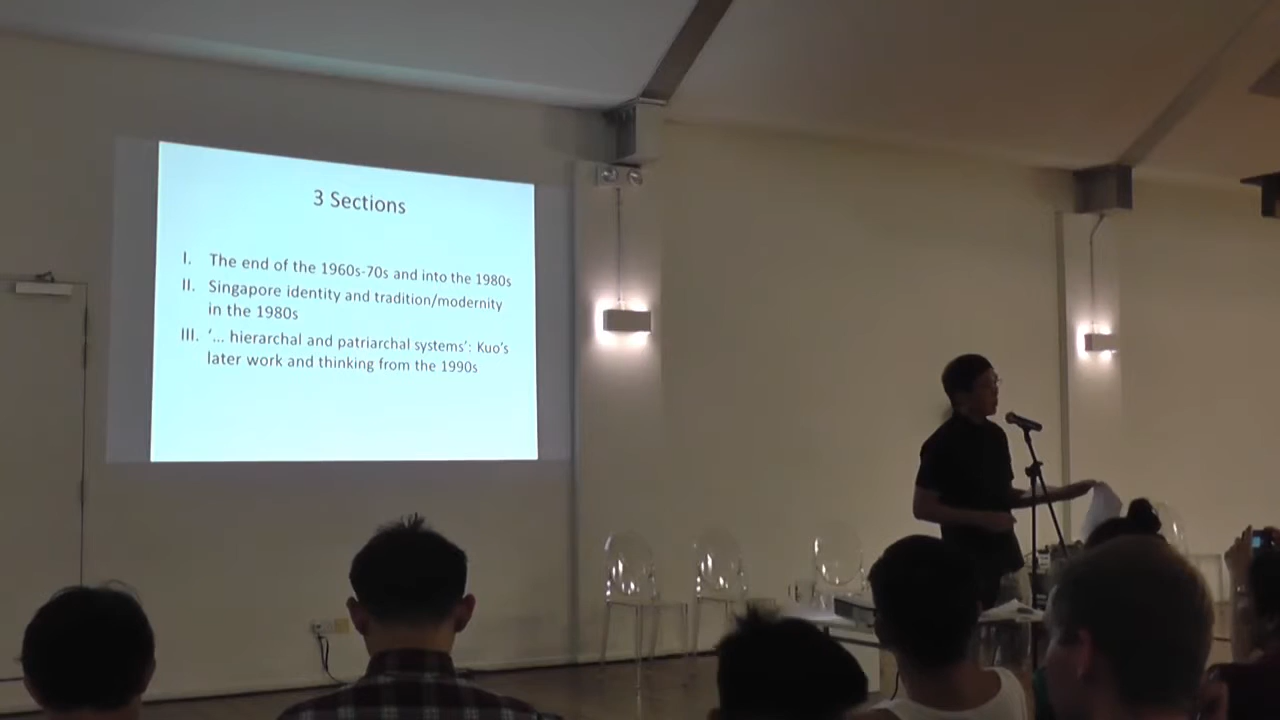 3 Sections
I. The end of the 1960s-70s and into the 1980s
II. Singapore identity and tradition/modernity
in the 1980s
III. ‘... hierarchal and patriarchal systems’: Kuo’s
later work and thinking from the 1990s